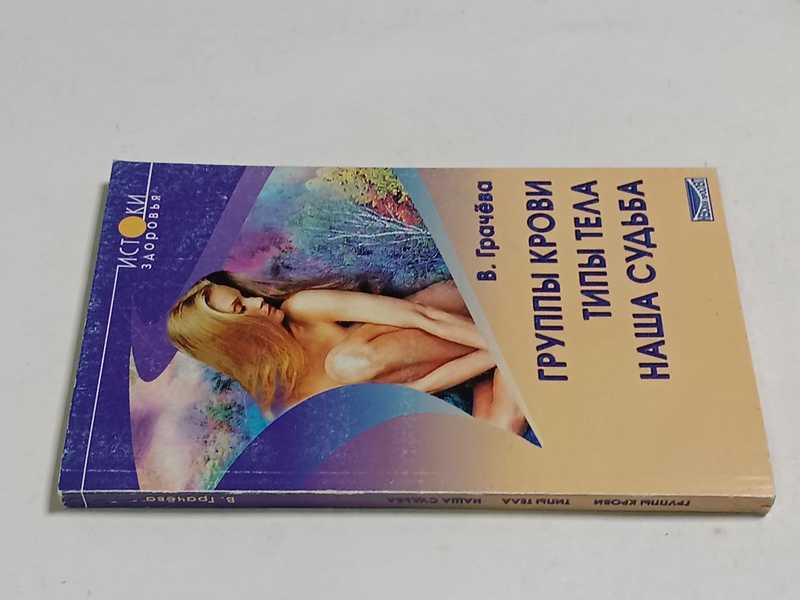 ИСТОКИ
здоровья
В. Грачёва
ГРУППЫ КРОВИ
ТИПЫ ТЕЛА
НАША СУДЬБА
В. Грачёва
ГРУППЫ КРОВИ ТИПЫ ТЕЛА НАША СУДЬБА